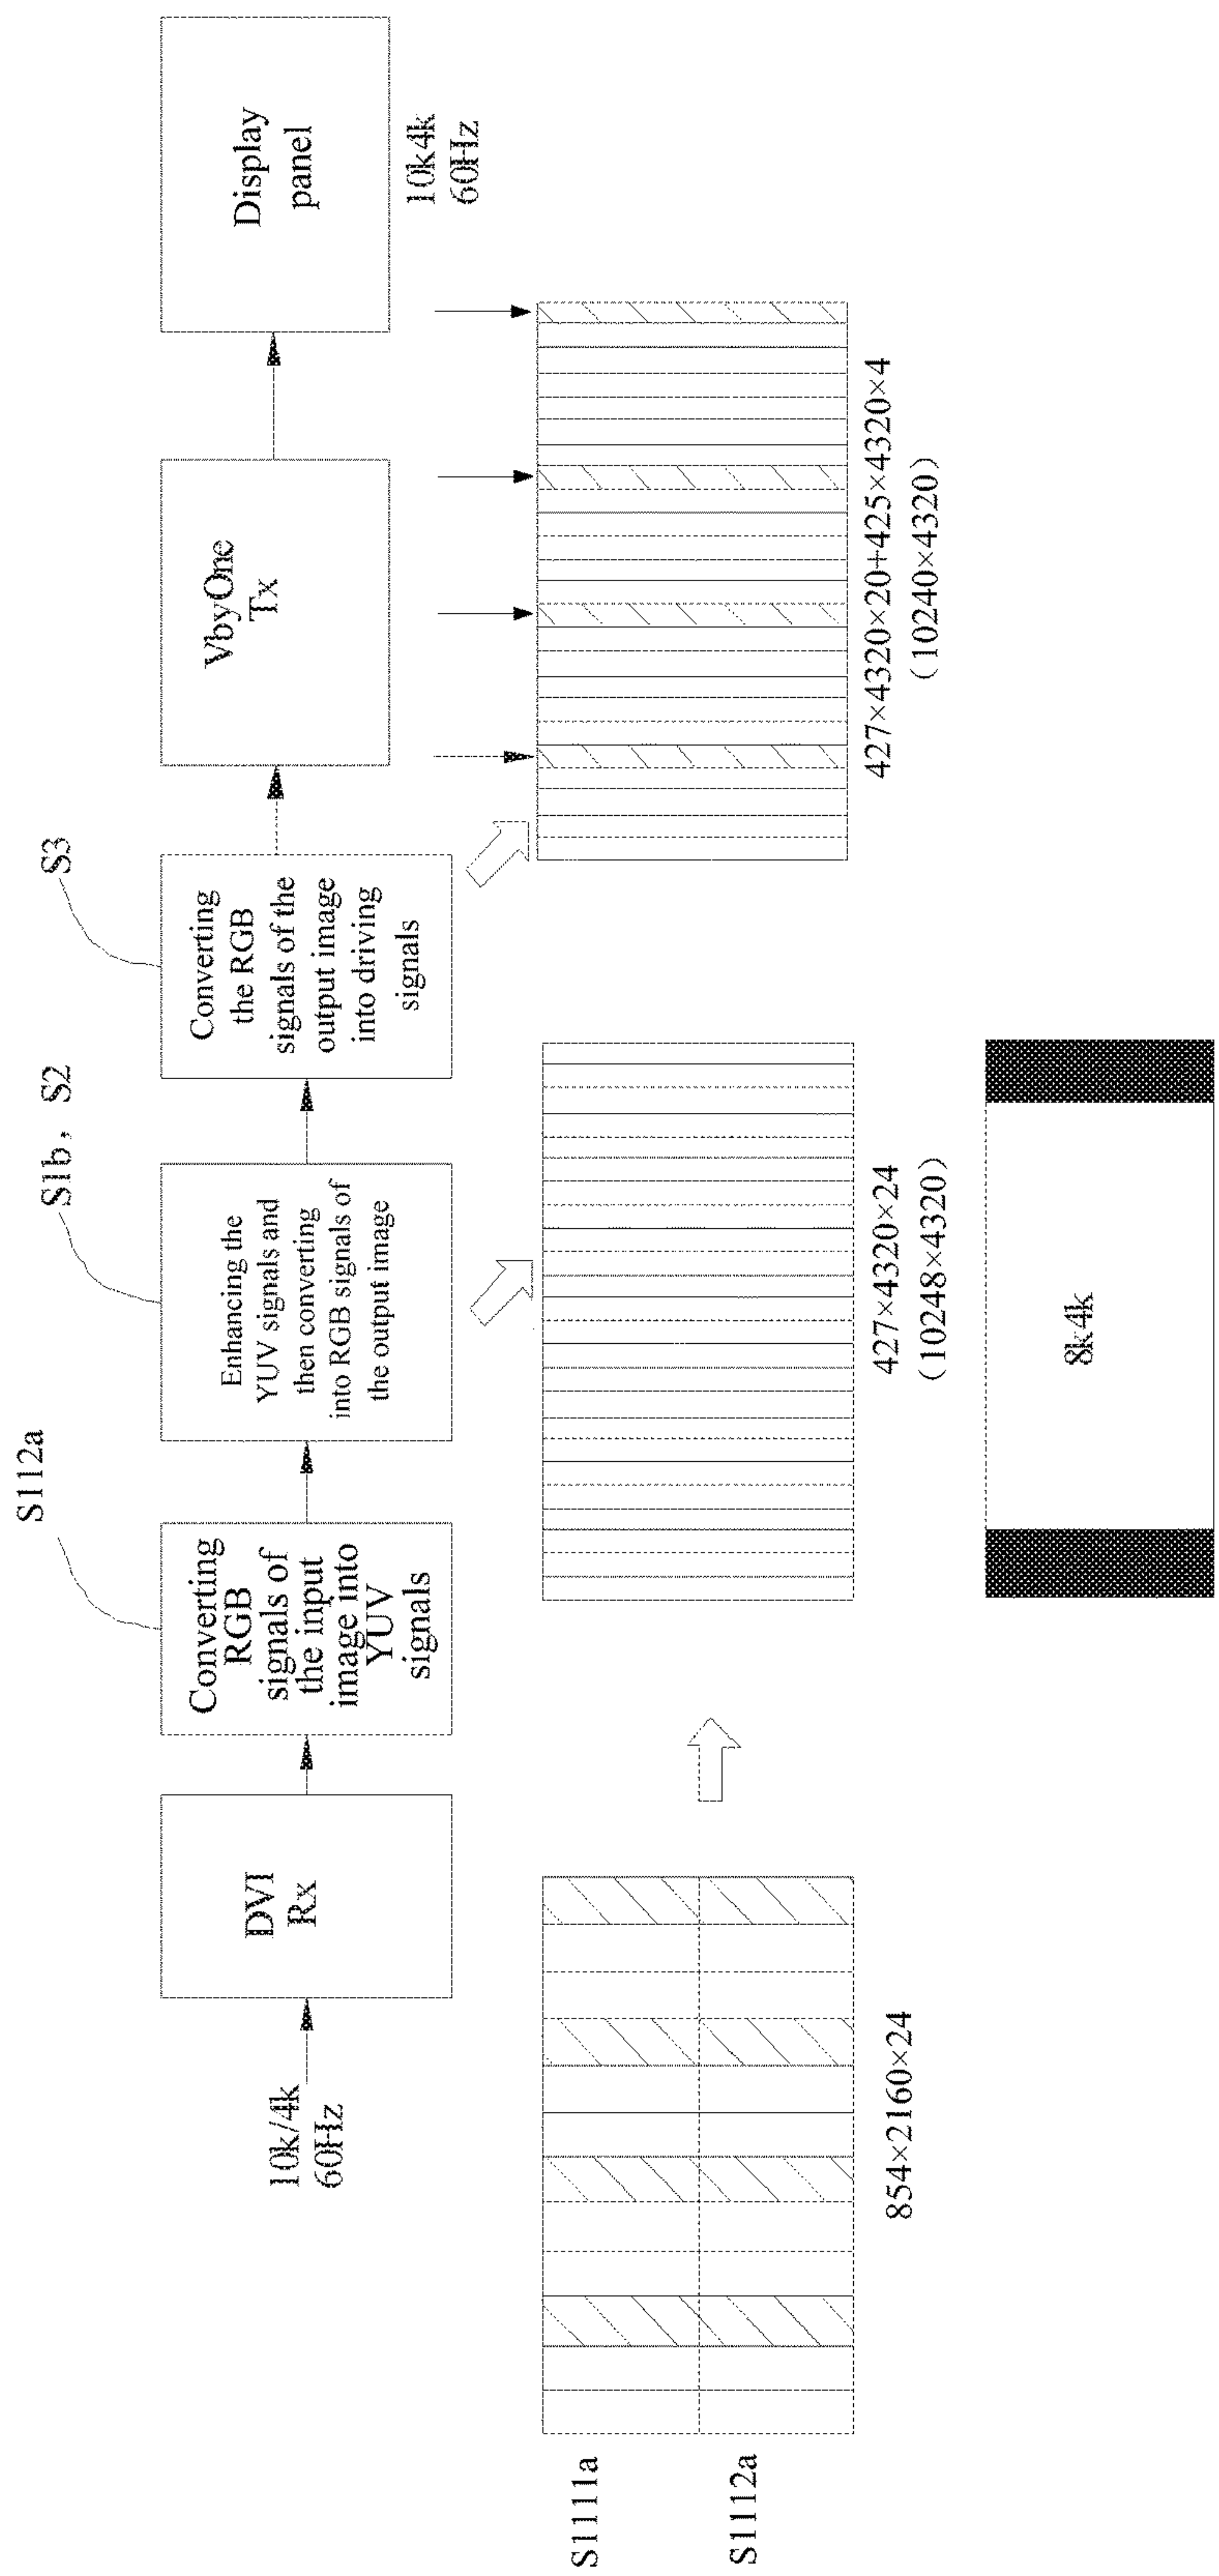 S112a
S1b, S2
S3
10k/4k
60Hz
DVI
Rx
Converting
RGB
signals of
the input
image into
YUV
signals
Enhancing the
YUV signals and
then converting
into RGB signals of
the output image
Converting
the RGB
signals of the
output image
into driving
signals
VbyOne
Tx
Display
panel
10k4k
60Hz
S1111a
S1112a
854×2160×24
427×4320×24
(10248×4320)
427×4320×20+425×4320×4
(10240×4320)
8k4k